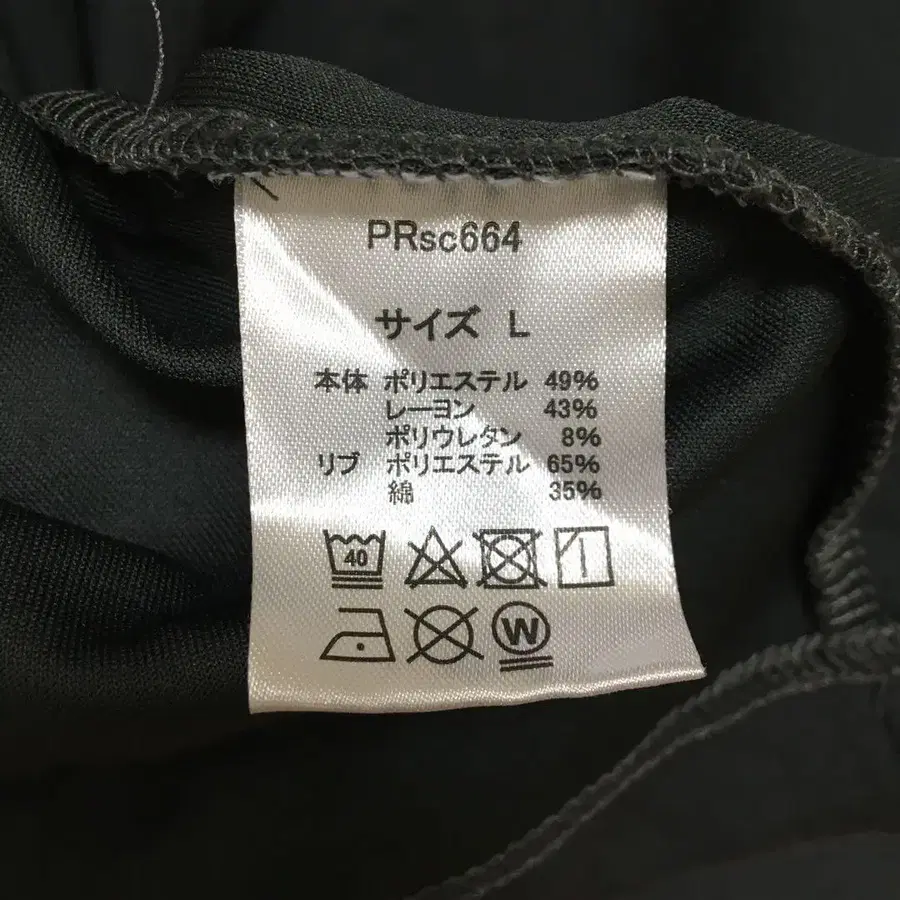 PRsc664
サイズ L
本体 ポリエステル 49%
レーヨン 43%
ポリウレタン 8%
リブ ポリエステル 65%
綿 35%
40
W